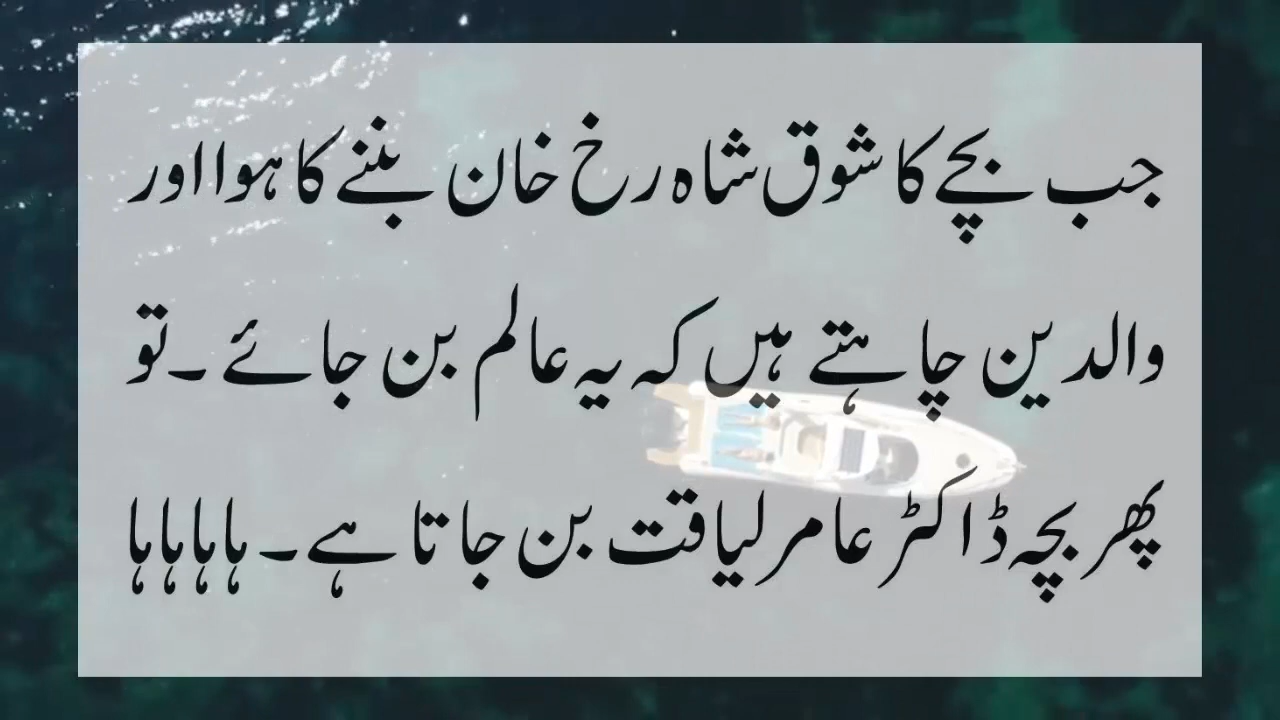 جب بچے کا شوق شاہ رخ خان بننے کا ہوا اور
والدین چاہتے ہیں کہ یہ عالم بن جائے ۔ تو
پھر بچہ ڈاکٹر عامر لیاقت بن جاتا ہے ۔ ہاہاہاہا